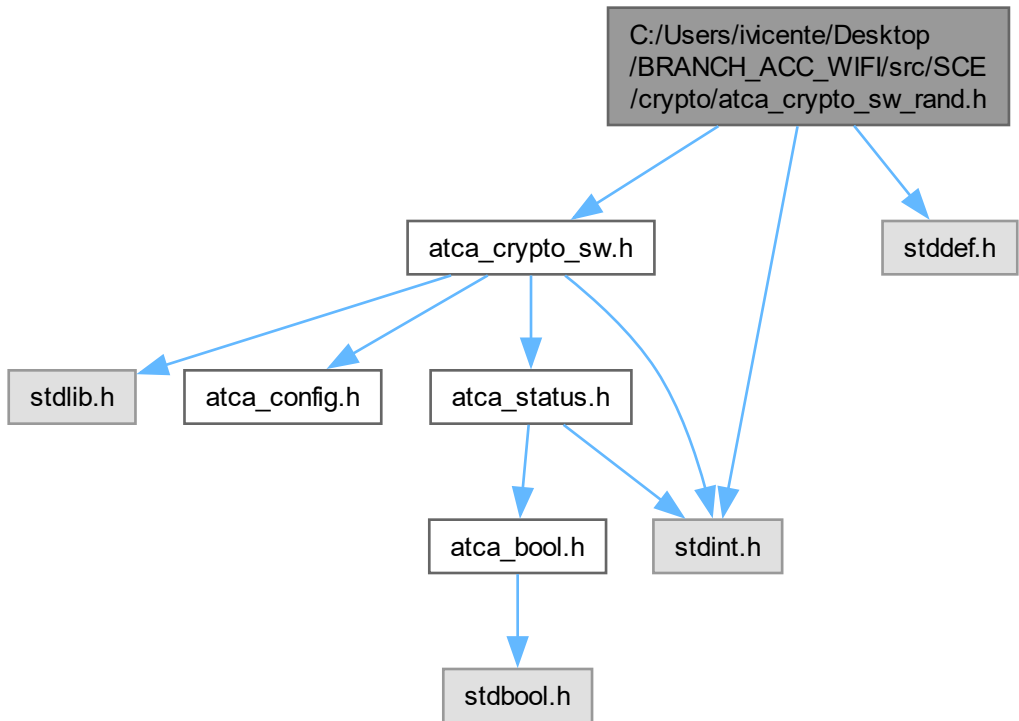 C:/Users/ivicente/Desktop
/BRANCH_ACC_WIFI/src/SCE
/crypto/atca_crypto_sw_rand.h
atca_crypto_sw.h
stddef.h
stdlib.h
atca_config.h
atca_status.h
atca_bool.h
stdint.h
stdbool.h